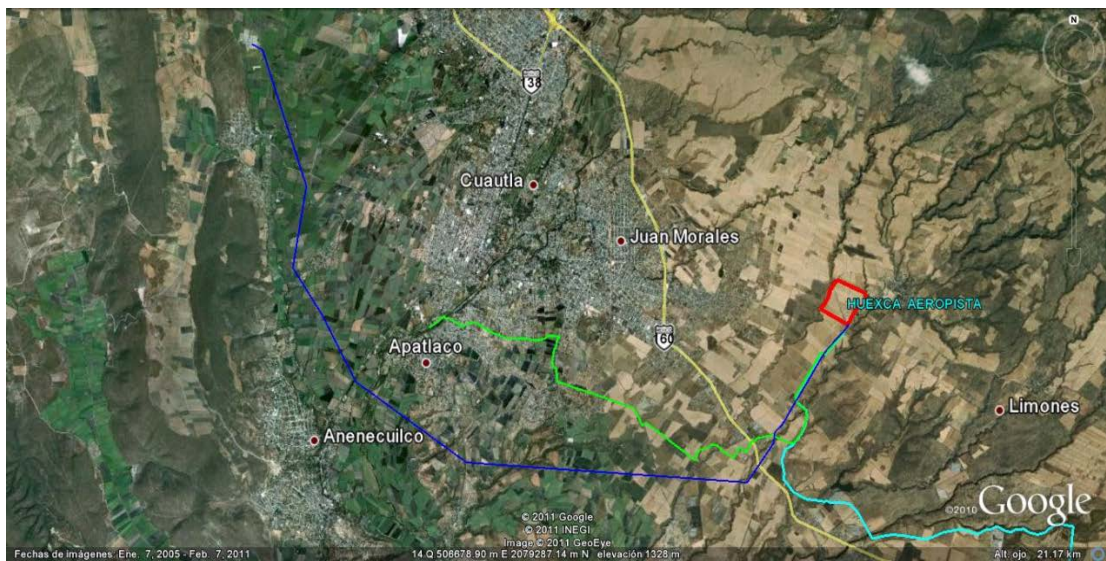 N
138
Cuautla
Juan Morales
HUEXCA AEROPISTA
160
Apatlaco
Limones
Anenecuilco
©2010 Google
© 2011 Google
© 2011 INEGI
Image © 2011 GeoEye
Fechas de imágenes: Ene. 7, 2005 - Feb. 7, 2011
14 Q 506678.90 m E 2079287.14 m N elevación 1328 m
Alt. ojo 21.17 km